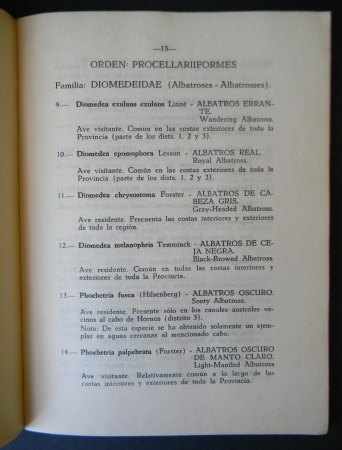 —15—
ORDEN: PROCELLARIIFORMES
Familia: DIOMEDEIDAE (Albatroses - Albatrosses).
9.— Diomedea exulans exulans Linné - ALBATROS ERRAN-
TE.
Wandering Albatross.
Ave visitante. Común en las costas exteriores de toda la
Provincia (parte de los dists. 1, 2 y 3).
10.— Diomedea epomophora Lesson - ALBATROS REAL.
Royal Albatross.
Ave visitante. Común en las costas exteriores de toda la
Provincia (parte de dists. 1, 2 y 3).
11.— Diomedea chrysostoma Forster - ALBATROS DE CA-
BEZA GRIS.
Gray-Headed Albatross.
Ave residente. Frecuenta las costas interiores y exteriores
de toda la región.
12.— Diomedea melanophris Temminck - ALBATROS DE CE-
JA NEGRA.
Black-Browed Albatross.
Ave residente. Común en todas las costas interiores y
exteriores de toda la Provincia.
13.— Phoebetria fusca (Hilsenberg) - ALBATROS OSCURO.
Sooty Albatross.
Ave residente. Presente sólo en los canales australes ve-
cinos al cabo de Hornos (distrito 3).
Nota: De esta especie se ha obtenido solamente un ejem-
plar en aguas cercanas al mencionado cabo.
14.— Phoebetria palpebrata (Forster) - ALBATROS OSCURO
DE MANTO CLARO.
Light-Mantled Albatross
Ave visitante. Relativamente común a lo largo de las
costas interiores y exteriores de toda la Provincia.